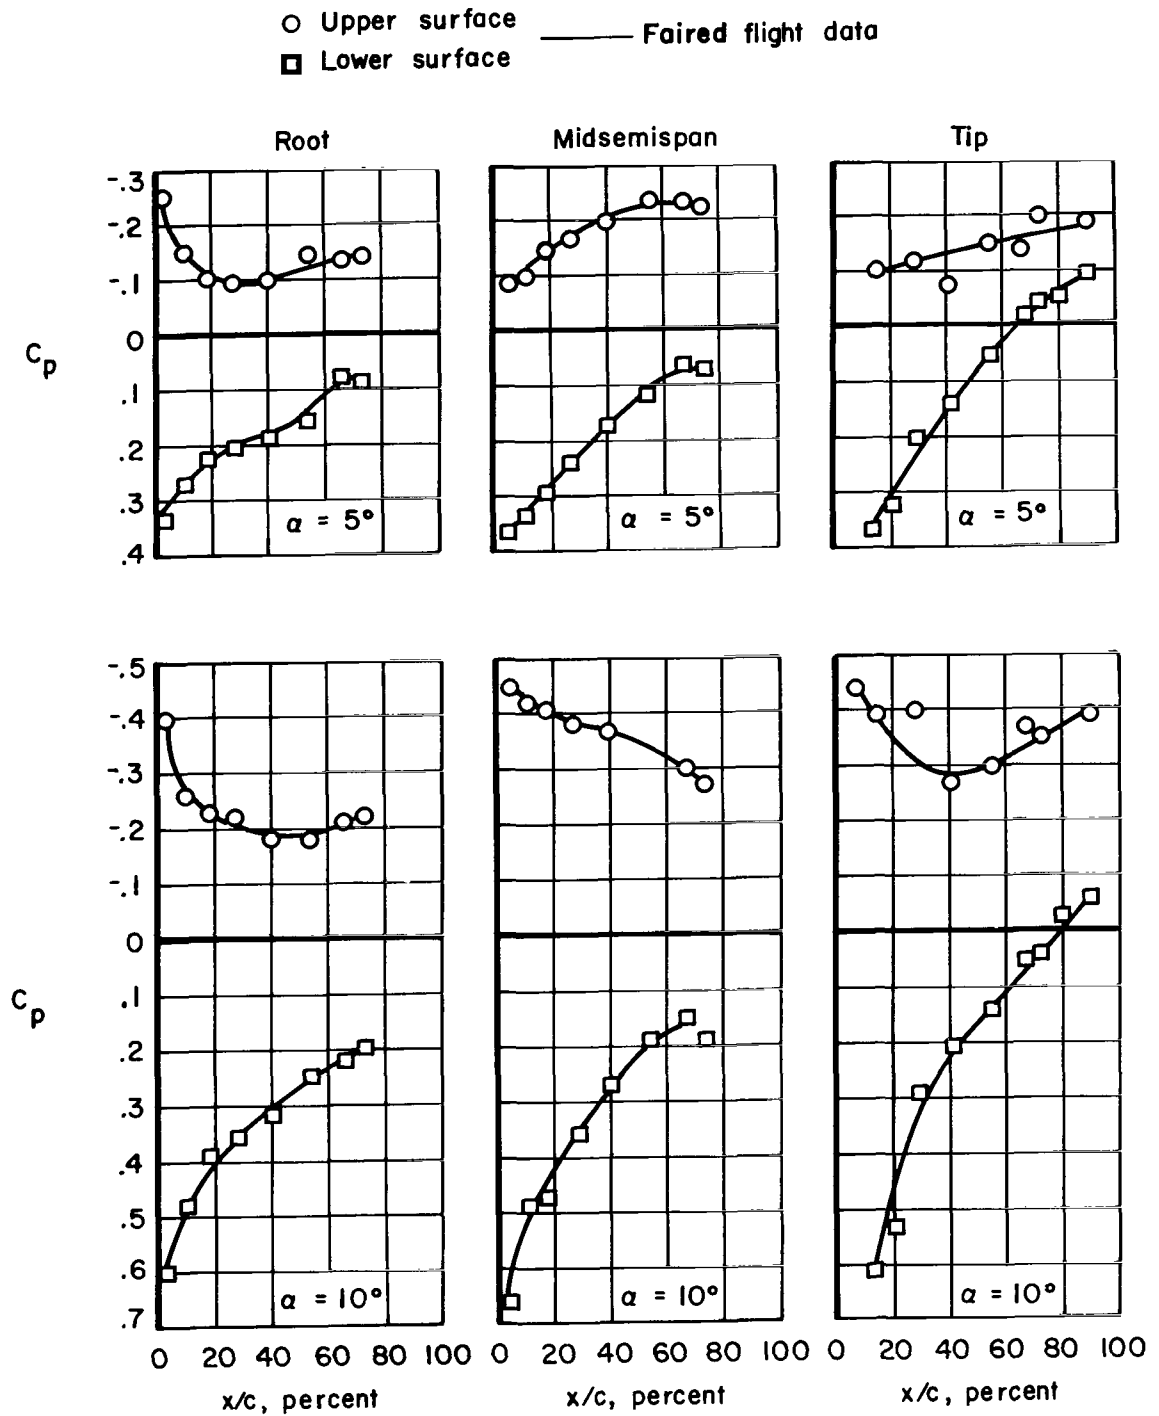 Upper surface
Faired flight data
Lower surface
Root Midsemispan Tip
-.3
-.2
-.1
0
Cp
.1
.2
.3
.4
α = 5° α = 5° α = 5°
-.5
-.4
-.3
-.2
-.1
0
Cp
.1
.2
.3
.4
.5
.6
.7
α = 10° α = 10° α = 10°
0 20 40 60 80 100 0 20 40 60 80 100 0 20 40 60 80 100
x/c, percent x/c, percent x/c, percent